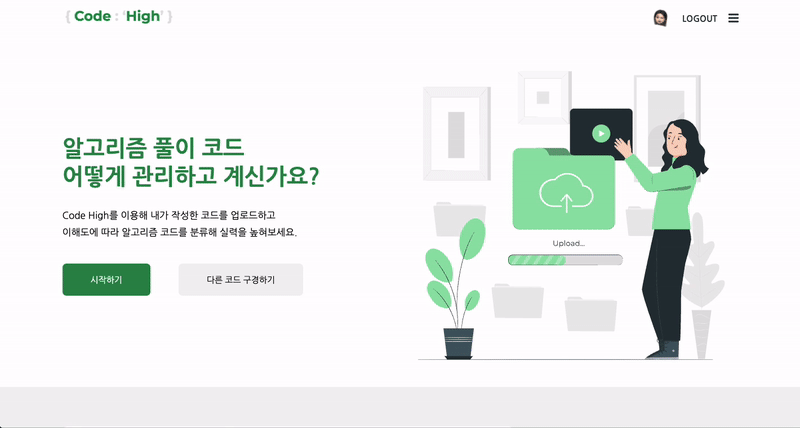 { Code : ‘High’ }
LOGOUT
알고리즘 풀이 코드
어떻게 관리하고 계신가요?
Code High를 이용해 내가 작성한 코드를 업로드하고
이해도에 따라 알고리즘 코드를 분류해 실력을 높혀보세요.
시작하기
다른 코드 구경하기
Upload...